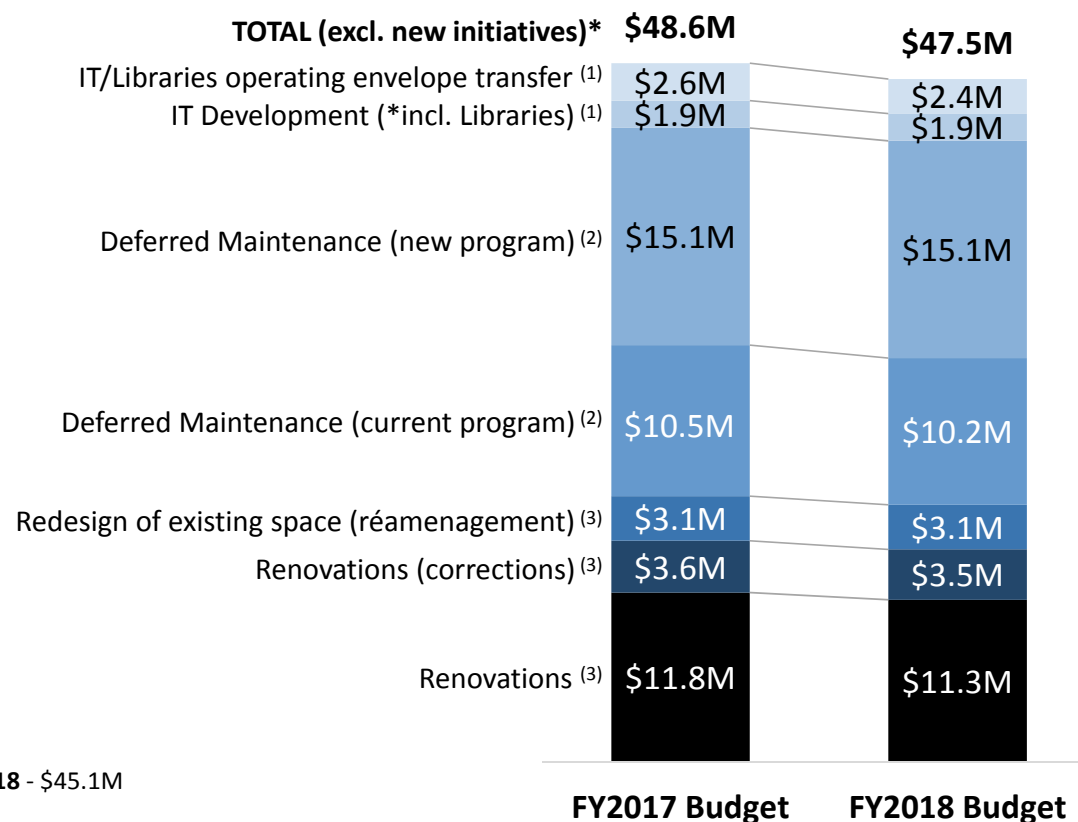 TOTAL (excl. new initiatives)* $48.6M $47.5M
IT/Libraries operating envelope transfer (1) $2.6M $2.4M
IT Development (*incl. Libraries) (1) $1.9M $1.9M
Deferred Maintenance (new program) (2) $15.1M $15.1M
Deferred Maintenance (current program) (2) $10.5M $10.2M
Redesign of existing space (réamenagement) (3) $3.1M $3.1M
Renovations (corrections) (3) $3.6M $3.5M
Renovations (3) $11.8M $11.3M
18 - $45.1M
FY2017 Budget FY2018 Budget